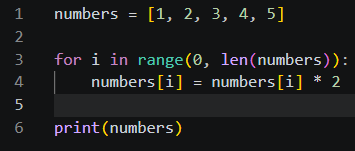 1 numbers = [1, 2, 3, 4, 5]
2
3 for i in range(0, len(numbers)):
4     numbers[i] = numbers[i] * 2
5
6 print(numbers)